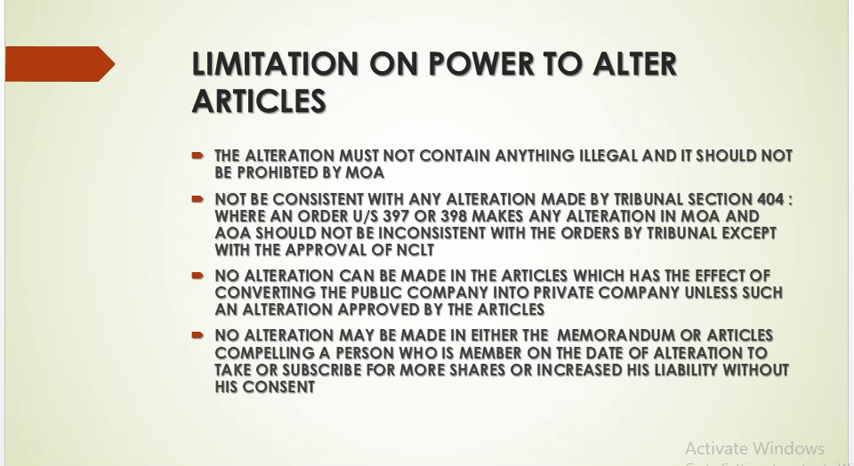 LIMITATION ON POWER TO ALTER
ARTICLES
THE ALTERATION MUST NOT CONTAIN ANYTHING ILLEGAL AND IT SHOULD NOT
BE PROHIBTED BY MOA
NOT BE CONSISTENT WITH ANY ALTERATION MADE BY TRIBUNAL SECTION 404 :
WHERE AN ORDER U/S 397 OR 398 MAKES ANY ALTERATION IN MOA AND
AOA SHOULD NOT BE INCONSISTENT WITH THE ORDERS BY TRIBUNAL EXCEPT
WITH THE APPROVAL OF NCLT
NO ALTERATION CAN BE MADE IN THE ARTICLES WHICH HAS THE EFFECT OF
CONVERTING THE PUBLIC COMPANY INTO PRIVATE COMPANY UNLESS SUCH
AN ALTERATION APPROVED BY THE ARTICLES
NO ALTERATION MAY BE MADE IN EITHER THE MEMORANDUM OR ARTICLES
COMPELLING A PERSON WHO IS MEMBER ON THE DATE OF ALTERATION TO
TAKE OR SUBSCRIBE FOR MORE SHARES OR INCREASED HIS LIABILITY WITHOUT
HIS CONSENT
Activate Windows